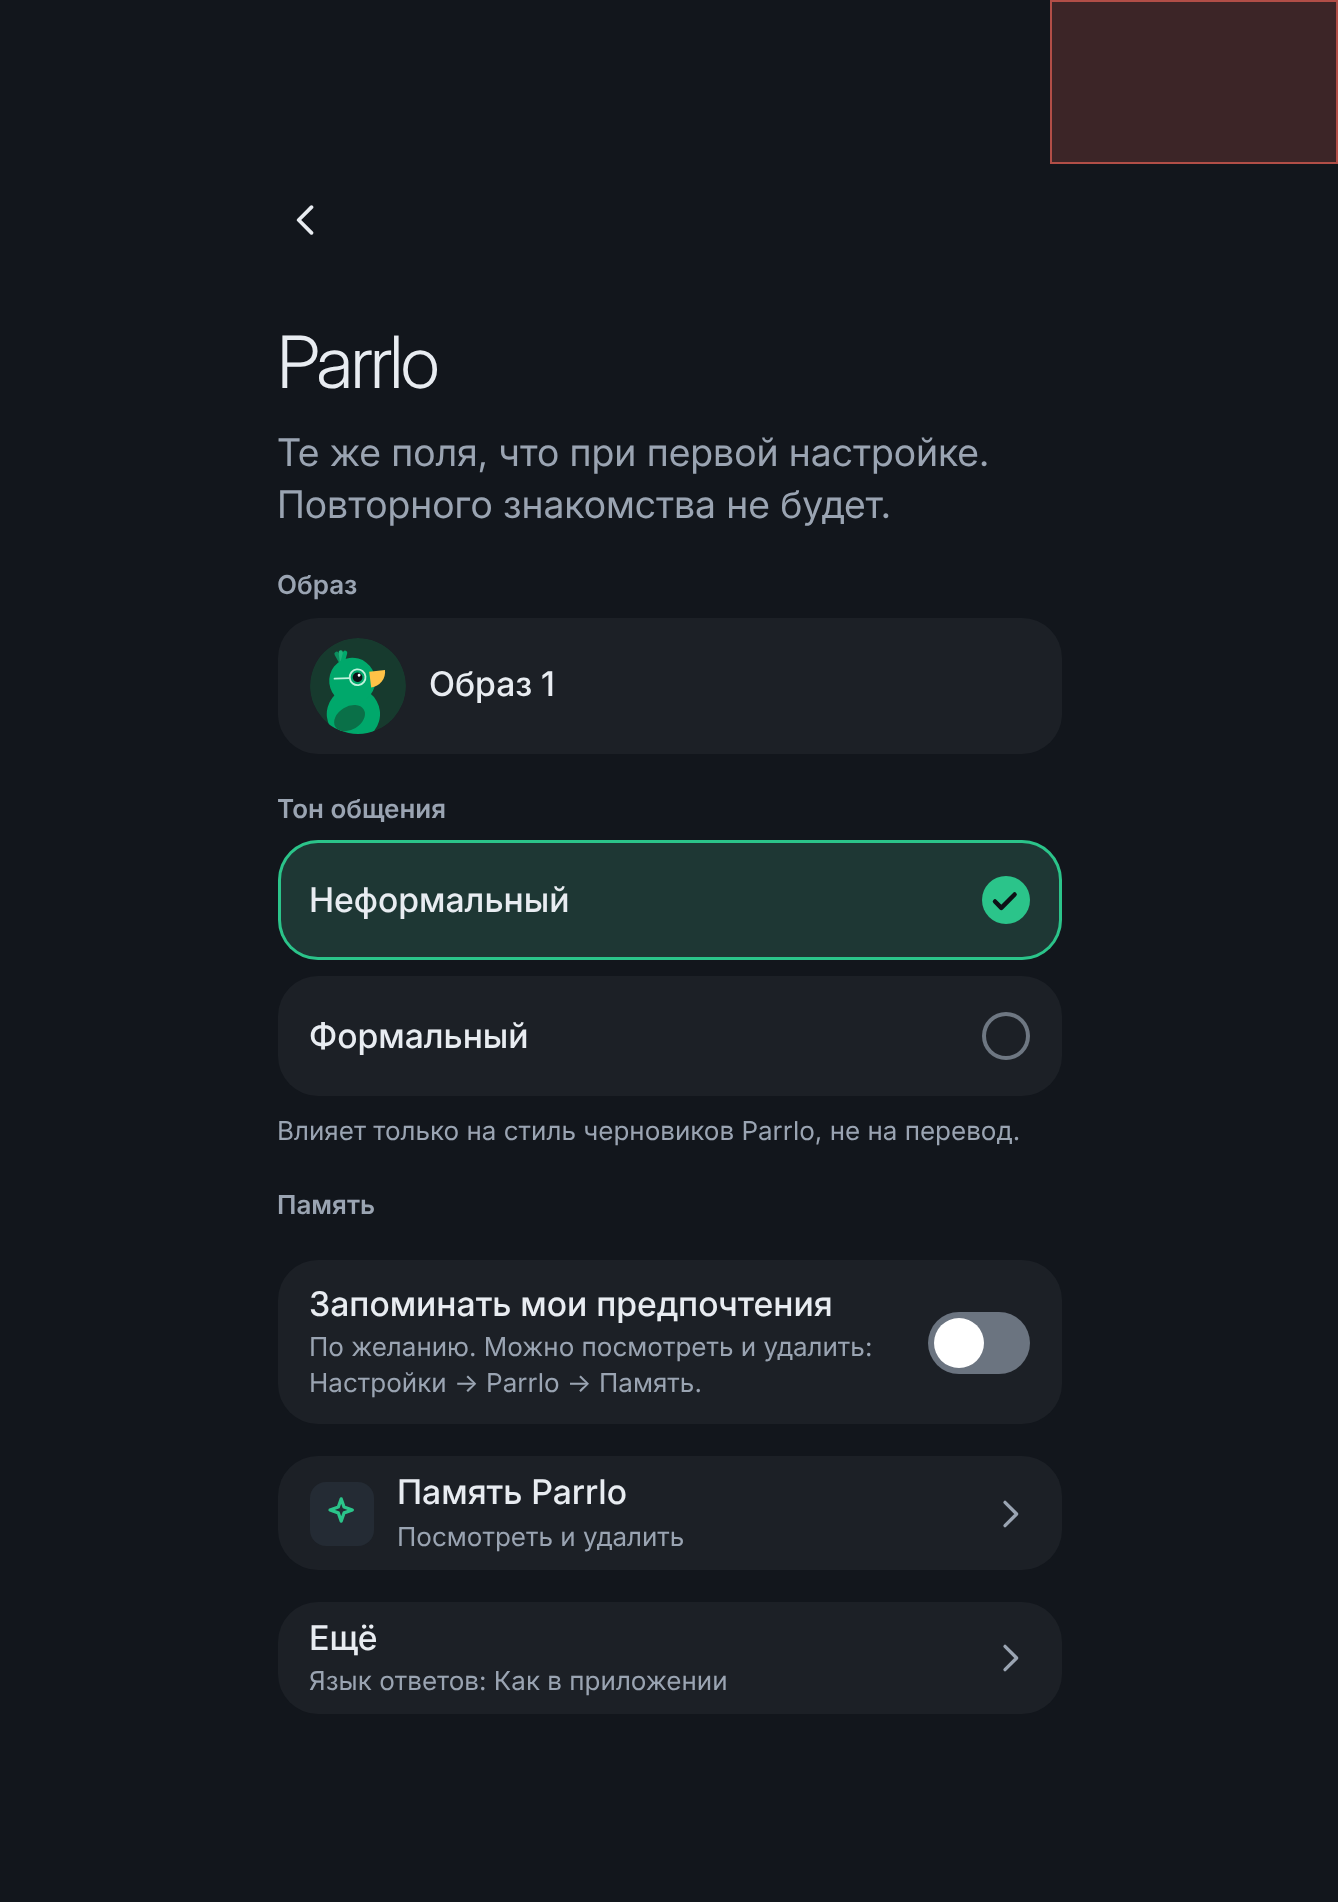 Parrlo
Те же поля, что при первой настройке.
Повторного знакомства не будет.
Образ
Образ 1
Тон общения
Неформальный
Формальный
Влияет только на стиль черновиков Parrlo, не на перевод.
Память
Запоминать мои предпочтения
По желанию. Можно посмотреть и удалить:
Настройки → Parrlo → Память.
Память Parrlo
Посмотреть и удалить
Ещё
Язык ответов: Как в приложении